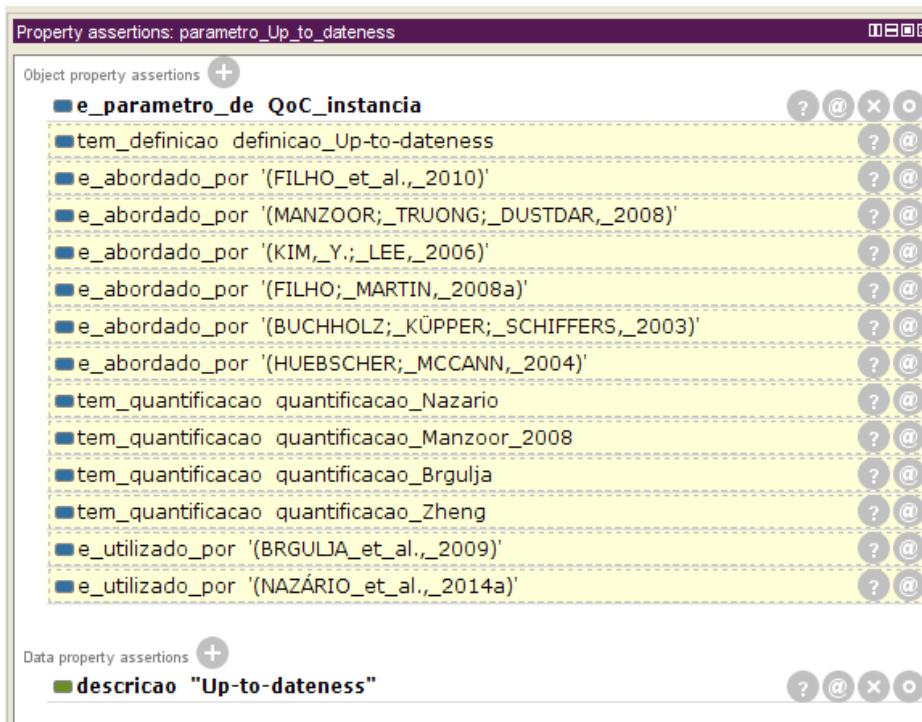 Property assertions: parametro_Up_to_dateness
Object property assertions
e_parametro_de QoC_instancia
tem_definicao definicao_Up-to-dateness
e_abordado_por '(FILHO_et_al.,_2010)'
e_abordado_por '(MANZOOR;_TRUONG;_DUSTDAR,_2008)'
e_abordado_por '(KIM,_Y.;_LEE,_2006)'
e_abordado_por '(FILHO;_MARTIN,_2008a)'
e_abordado_por '(BUCHHOLZ;_KÜPPER;_SCHIFFERS,_2003)'
e_abordado_por '(HUEBSCHER;_MCCANN,_2004)'
tem_quantificacao quantificacao_Nazario
tem_quantificacao quantificacao_Manzoor_2008
tem_quantificacao quantificacao_Brgulja
tem_quantificacao quantificacao_Zheng
e_utilizado_por '(BRGULJA_et_al.,_2009)'
e_utilizado_por '(NAZÁRIO_et_al.,_2014a)'
Data property assertions
descricao "Up-to-dateness"